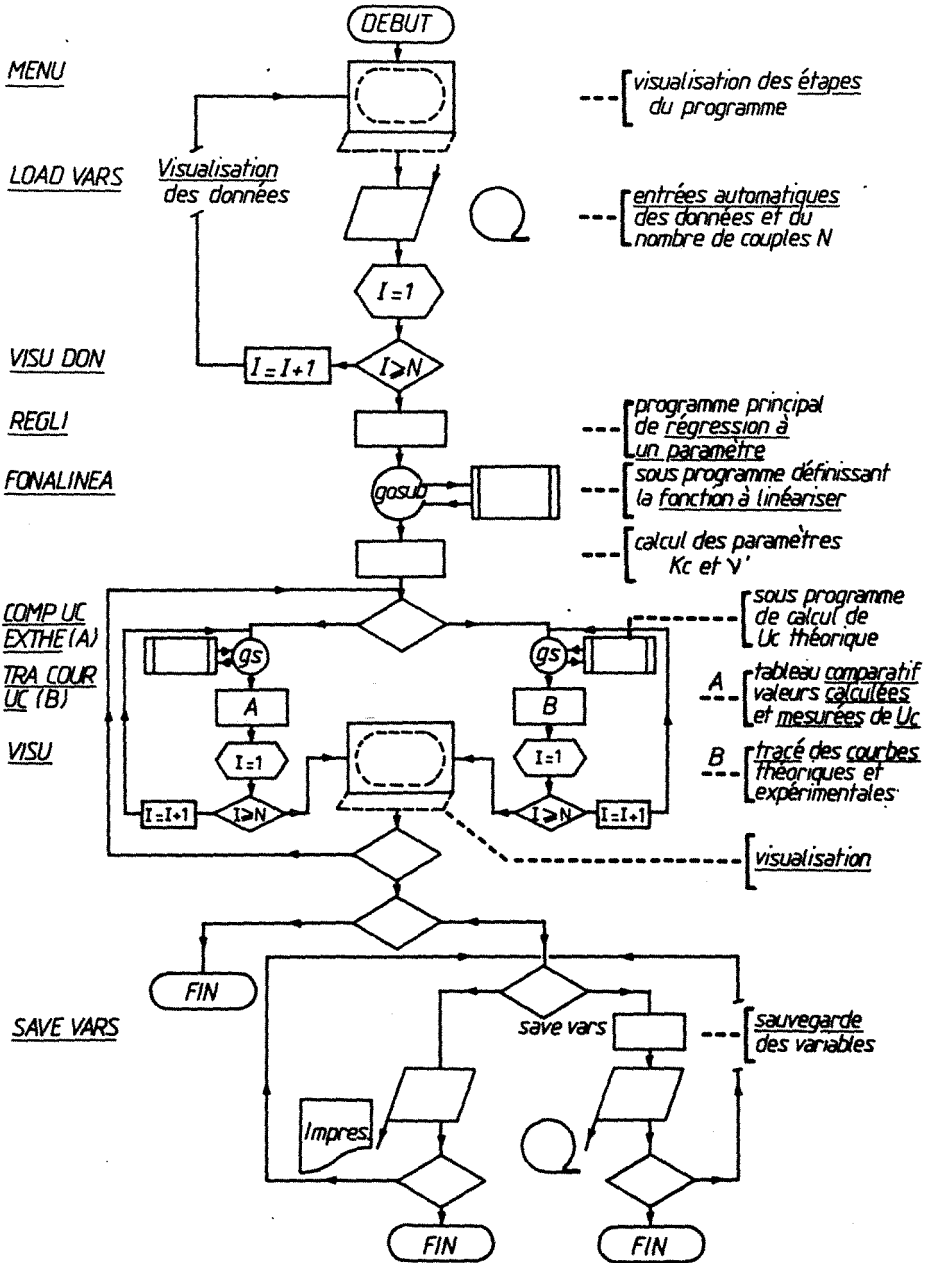 DEBUT
MENU
visualisation des étapes
du programme
LOAD VARS
Visualisation
des données
entrées automatiques
des données et du
nombre de couples N
I=1
VISU DON
I=I+1
I⩾N
REGLI
programme principal
de régression à
un paramètre
FONALINEA
gosub
sous programme définissant
la fonction à linéariser
calcul des paramètres
Kc et ν'
COMP UC
EXTHE (A)
gs
gs
sous programme
de calcul de
Uc théorique
TRA COUR
UC (B)
A
B
A
tableau comparatif
valeurs calculées
et mesurées de Uc
VISU
I=1
I=1
B
tracé des courbes
théoriques et
expérimentales
I=I+1
I⩾N
I⩾N
I=I+1
visualisation
FIN
SAVE VARS
save vars
sauvegarde
des variables
Impres.
FIN
FIN